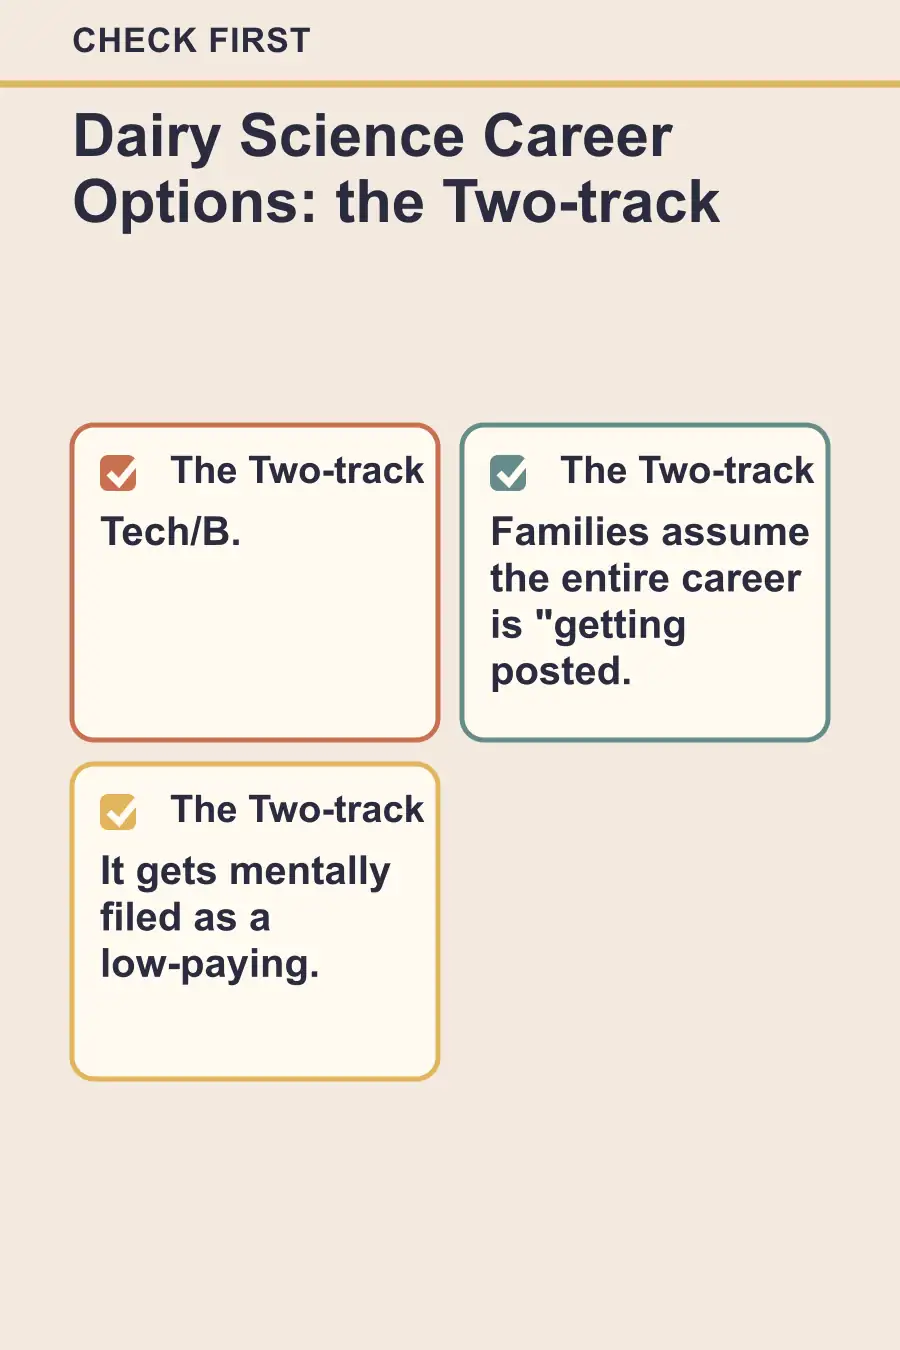 CHECK FIRST
Dairy Science Career
Options: the Two-track
The Two-track
Tech/B.
The Two-track
Families assume
the entire career
is "getting
posted.
The Two-track
It gets mentally
filed as a
low-paying.